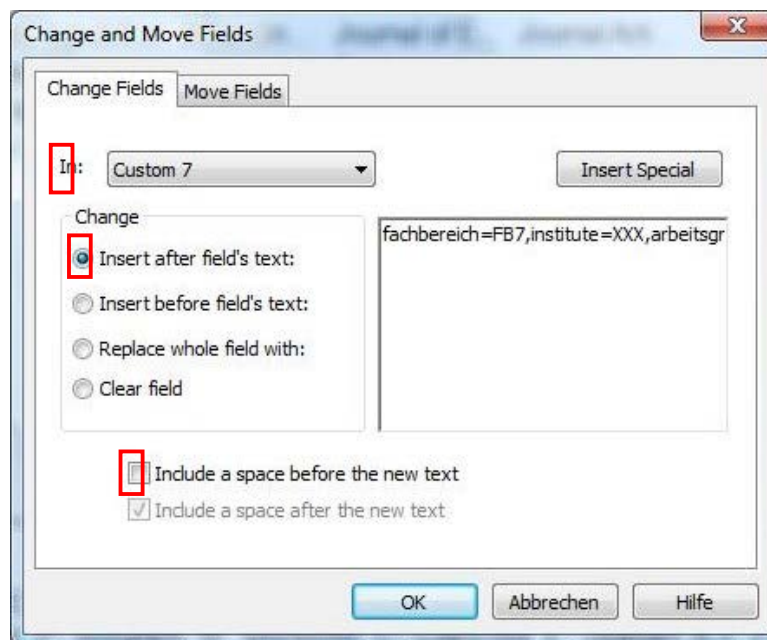 Change and Move Fields
Change Fields
Move Fields
In:
Custom 7
Insert Special
Change
Insert after field's text:
Insert before field's text:
Replace whole field with:
Clear field
fachbereich=FB7,institute=XXX,arbeitsgr
Include a space before the new text
Include a space after the new text
OK
Abbrechen
Hilfe